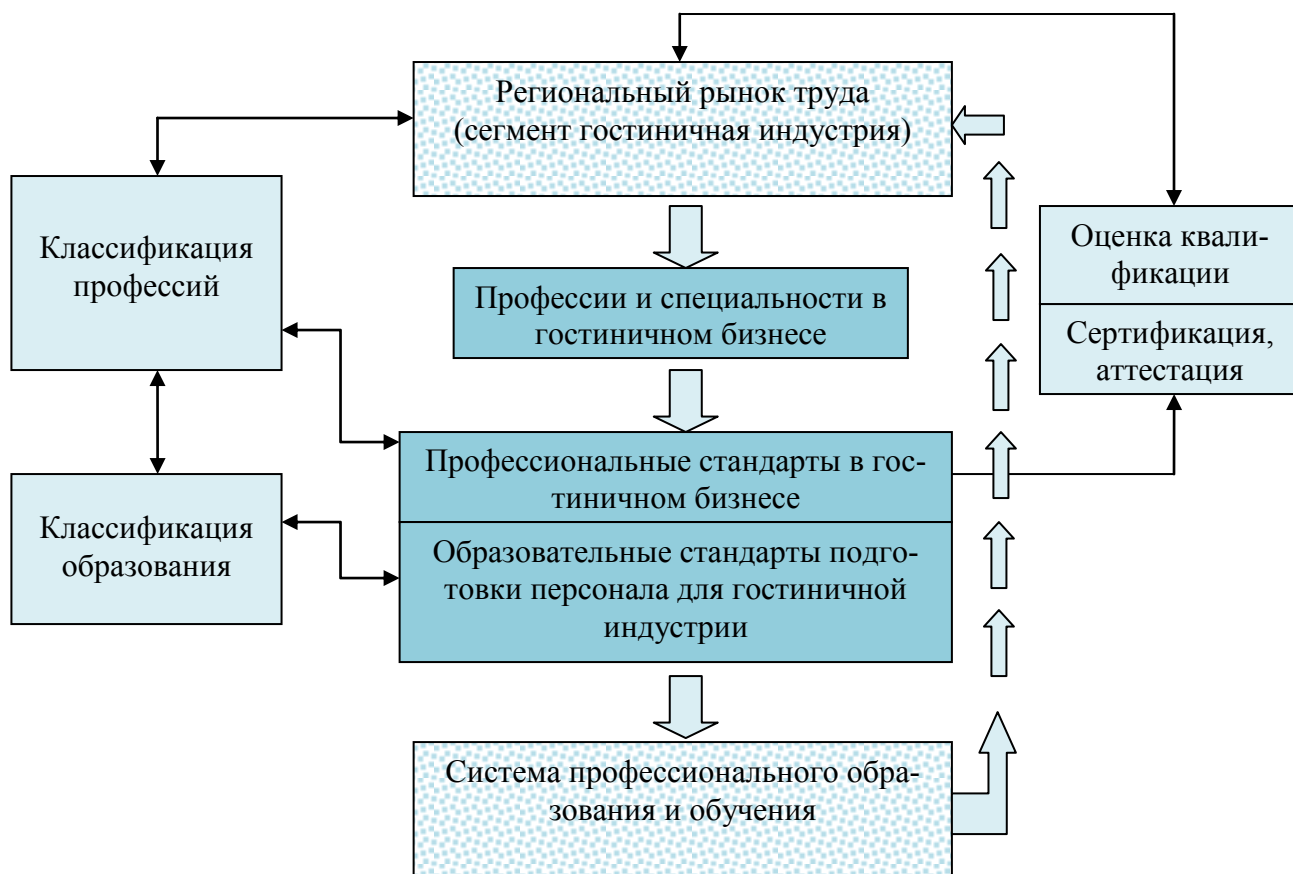 Региональный рынок труда
(сегмент гостиничная индустрия)
Классификация
профессий
Оценка квали-
фикации
Сертификация,
аттестация
Профессии и специальности в
гостиничном бизнесе
Профессиональные стандарты в гос-
тиничном бизнесе
Классификация
образования
Образовательные стандарты подго-
товки персонала для гостиничной
индустрии
Система профессионального обра-
зования и обучения